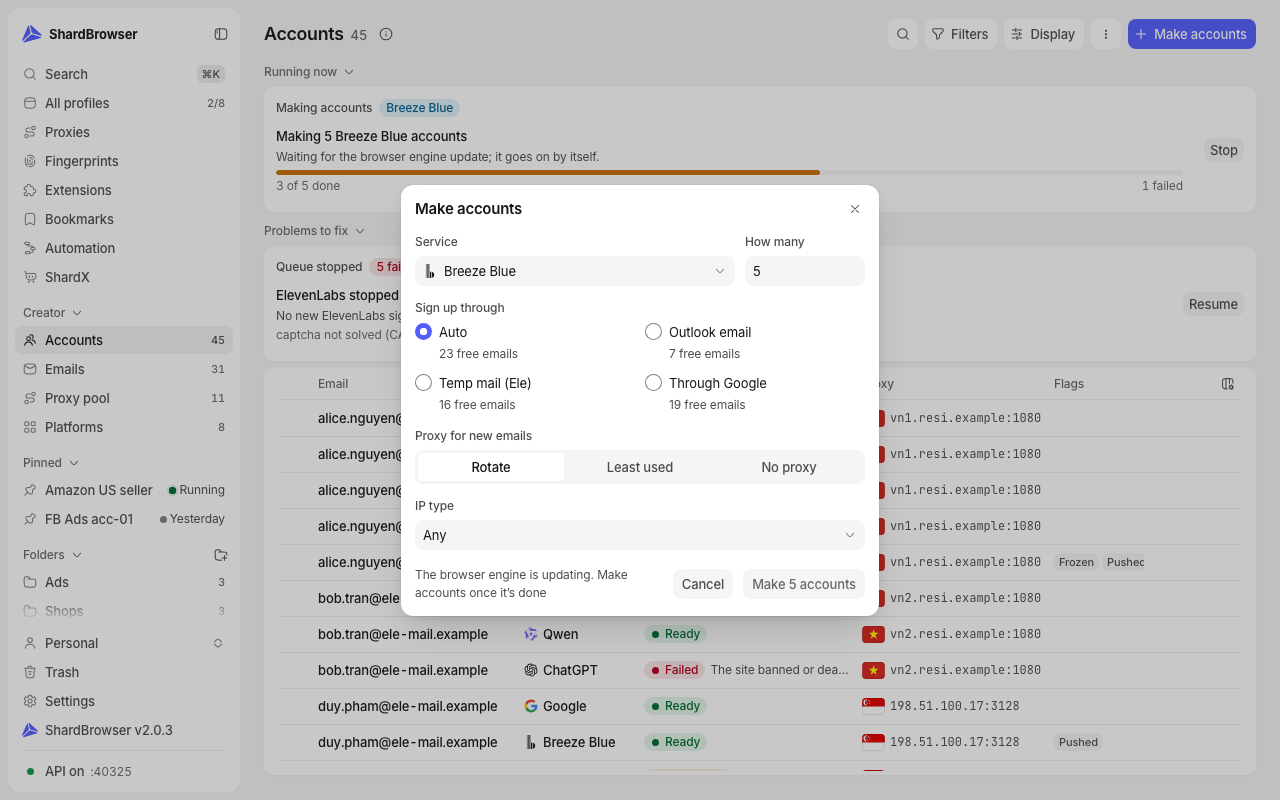 ShardBrowser
Search ⌘K
All profiles 2/8
Proxies
Fingerprints
Extensions
Bookmarks
Automation
ShardX
Creator
Accounts 45
Emails 31
Proxy pool 11
Platforms 8
Pinned
Amazon US seller Running
FB Ads acc-01 Yesterday
Folders
Ads 3
Shops 3
Personal
Trash
Settings
ShardBrowser v2.0.3
API on :40325
Accounts 45
Filters
Display
Make accounts
Running now
Making accounts Breeze Blue
Making 5 Breeze Blue accounts
Waiting for the browser engine update; it goes on by itself.
Stop
3 of 5 done 1 failed
Problems to fix
Queue stopped 5 fai
ElevenLabs stopped
No new ElevenLabs sig
captcha not solved (CA
Resume
Make accounts
Service How many
Breeze Blue 5
Sign up through
Auto Outlook email
23 free emails 7 free emails
Temp mail (Ele) Through Google
16 free emails 19 free emails
Proxy for new emails
Rotate Least used No proxy
IP type
Any
The browser engine is updating. Make
accounts once it's done
Cancel Make 5 accounts
Email xy Flags
alice.nguyen@ vn1.resi.example:1080
alice.nguyen@ vn1.resi.example:1080
alice.nguyen@ vn1.resi.example:1080
alice.nguyen@ vn1.resi.example:1080
alice.nguyen@ vn1.resi.example:1080 Frozen Pushed
bob.tran@ele vn2.resi.example:1080
bob.tran@ele-mail.example Qwen Ready vn2.resi.example:1080
bob.tran@ele-mail.example ChatGPT Failed The site banned or dea... vn2.resi.example:1080
duy.pham@ele-mail.example Google Ready 198.51.100.17:3128
duy.pham@ele-mail.example Breeze Blue Ready 198.51.100.17:3128 Pushed